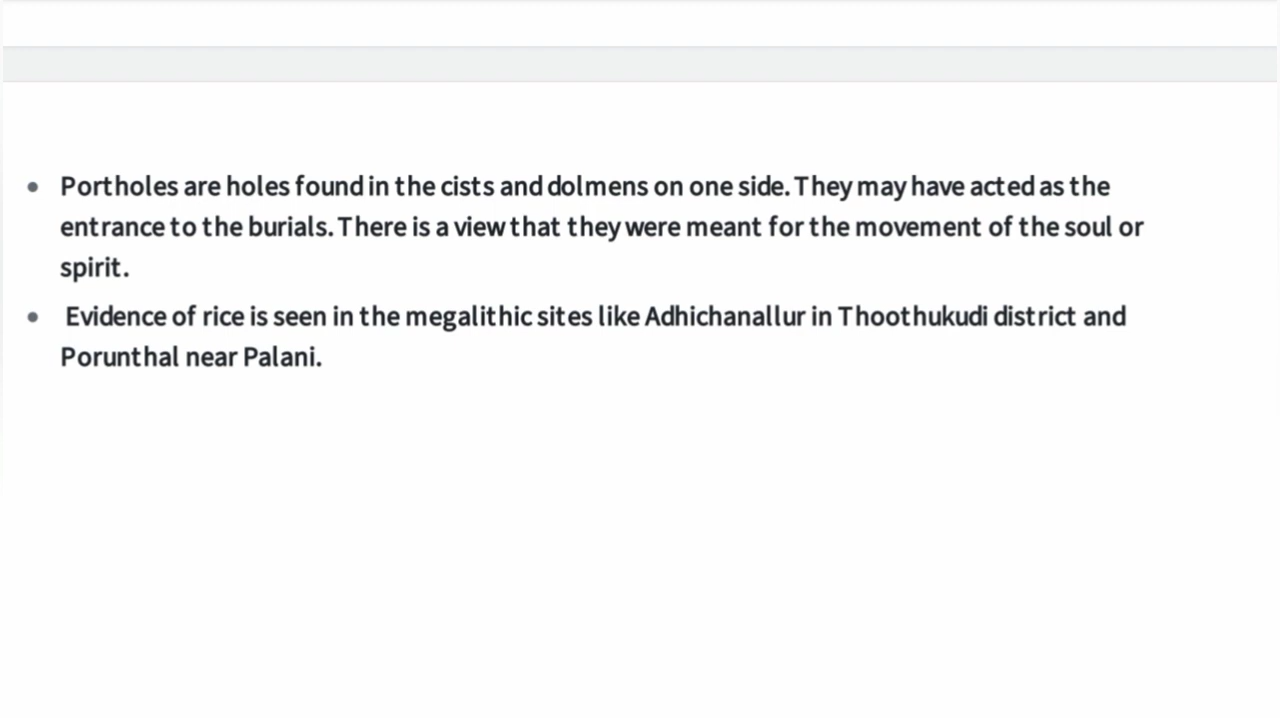 • Portholes are holes found in the cists and dolmens on one side. They may have acted as the
entrance to the burials. There is a view that they were meant for the movement of the soul or
spirit.
• Evidence of rice is seen in the megalithic sites like Adhichanallur in Thoothukudi district and
Porunthal near Palani.